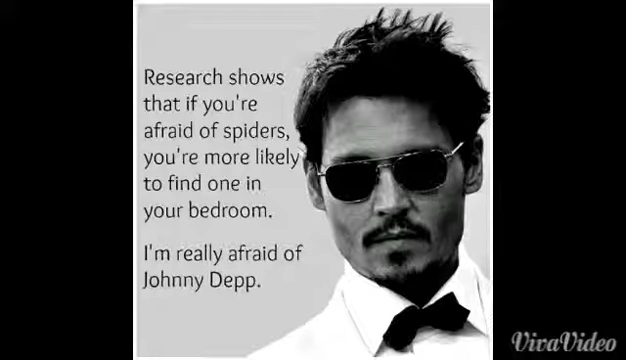 Research shows
that if you're
afraid of spiders,
you're more likely
to find one in
your bedroom.
I'm really afraid of
Johnny Depp.
VivaVideo